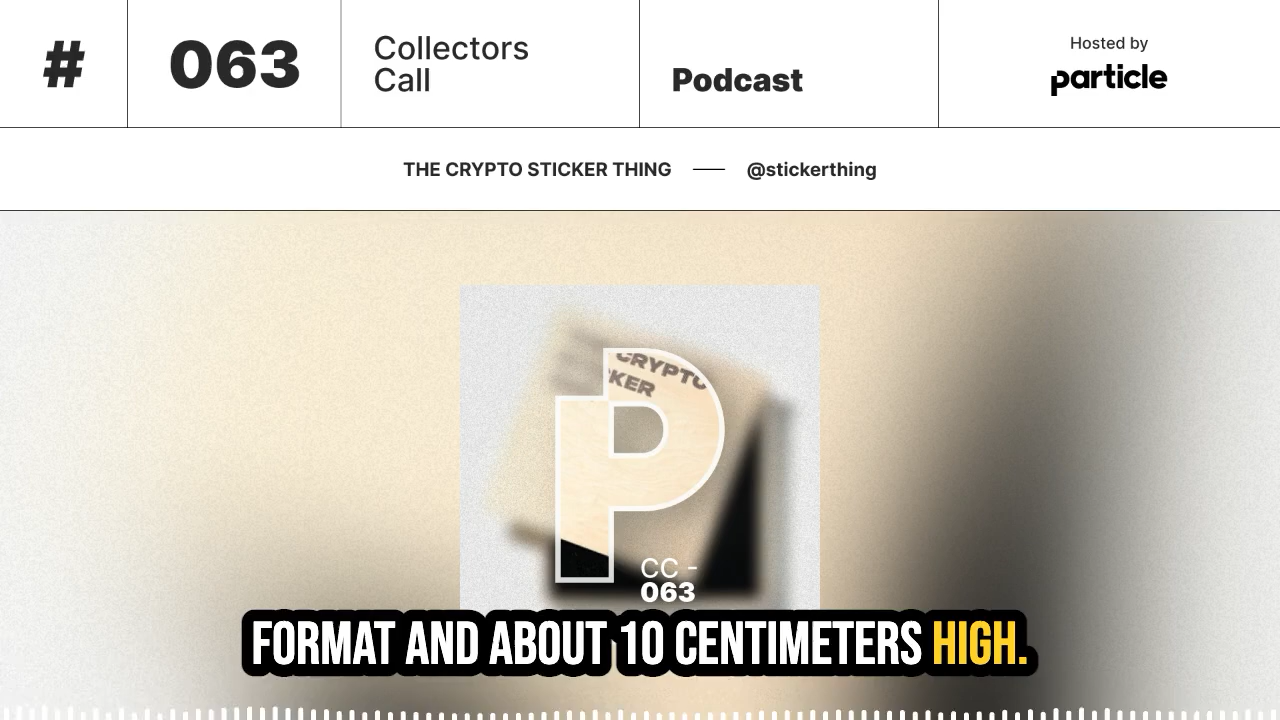 #
063
Collectors
Call
Podcast
Hosted by
particle
THE CRYPTO STICKER THING — @stickerthing
CRYPTO
KER
P
CC -
063
FORMAT AND ABOUT 10 CENTIMETERS HIGH.